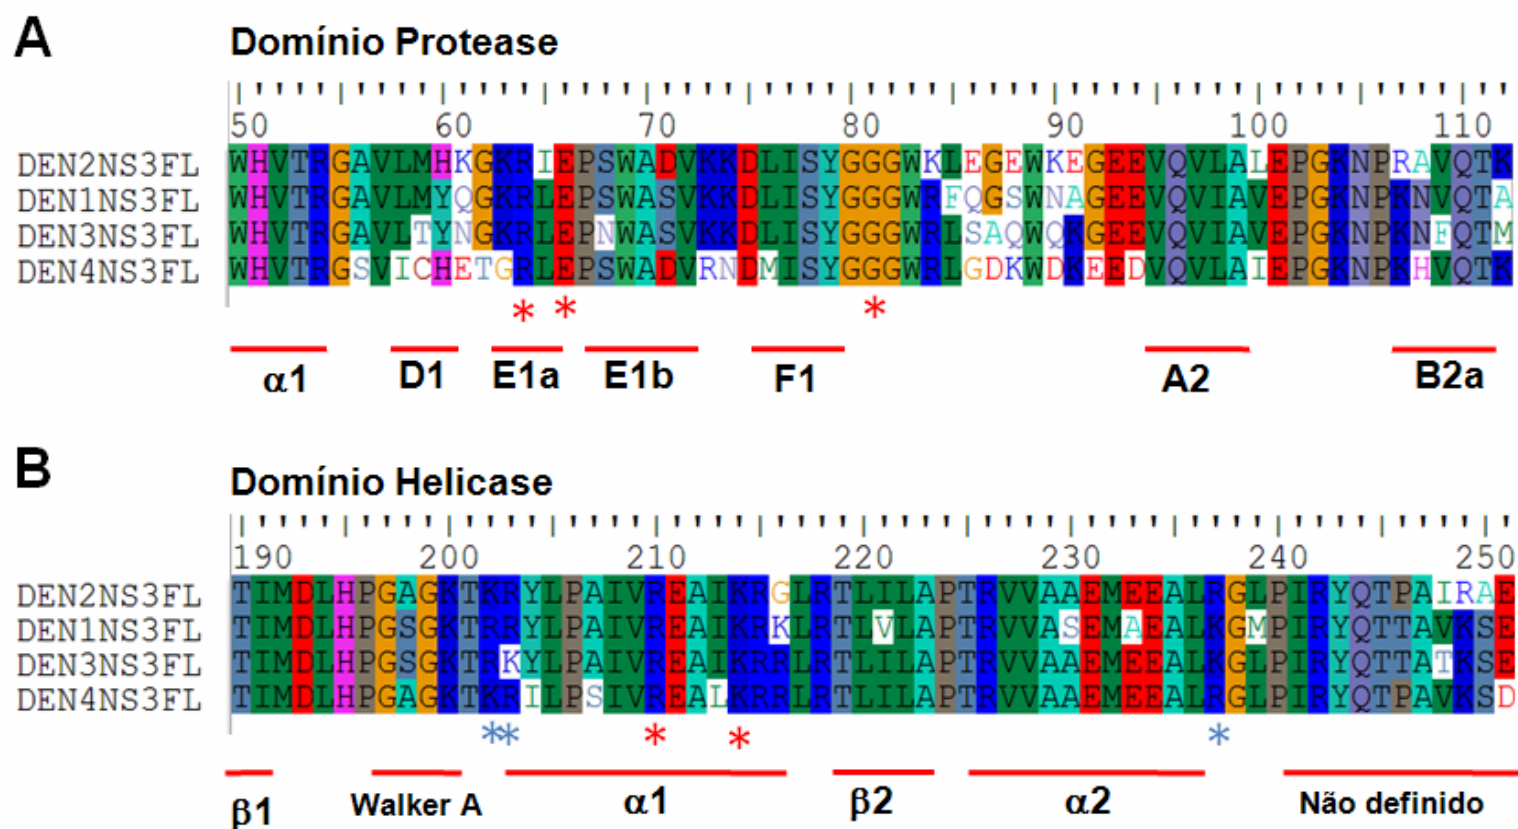 A
Domínio Protease
50 60 70 80 90 100 110
DEN2NS3FL WHVTRGAVLMHKGKRIEPSWADVKKDLISYGGGWKLEGEWKEGEEVQVLALEPGKNPRAVQTK
DEN1NS3FL WHVTRGAVLMYQGKRLEPSWASVKKDLISYGGGWRFQGSWNAGEEVQVIAVEPGKNPKNVQTA
DEN3NS3FL WHVTRGAVLTYNGKRLEPNWASVKKDLISYGGGWRLSAQWQKGEEVQVIAVEPGKNPKNFQTM
DEN4NS3FL WHVTRGSVICHETGRLEPSWADVRNDMISYGGGWRLGDKWDKEEDVQVLAIEPGKNPKHVQTK
* * *
α1 D1 E1a E1b F1 A2 B2a
B
Domínio Helicase
190 200 210 220 230 240 250
DEN2NS3FL TIMDLHPGAGKTKRYLPAIVREAIKRGLRTLILAPTRVVAAEMEEALRGLPIRYQTPAIRAE
DEN1NS3FL TIMDLHPGSGKTRRYLPAIVREAIKRKLRTLVLAPTRVVASEMAEALKGMPIRYQTTAVKSE
DEN3NS3FL TIMDLHPGSGKTRKYLPAIVREAIKRRLRTLILAPTRVVAAEMEEALKGLPIRYQTTATKSE
DEN4NS3FL TIMDLHPGAGKTKRILPSIVREALKRRLRTLILAPTRVVAAEMEEALRGLPIRYQTPAVKSD
** * * *
β1 Walker A α1 β2 α2 Não definido